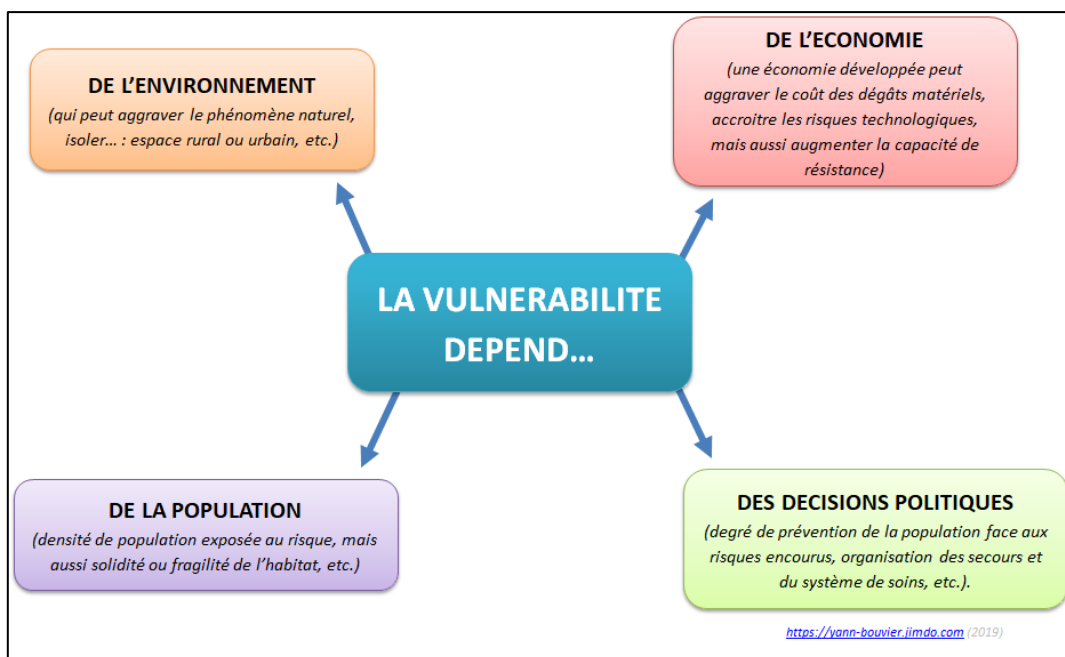 DE L'ENVIRONNEMENT
(qui peut aggraver le phénomène naturel,
isoler... : espace rural ou urbain, etc.)
DE L'ECONOMIE
(une économie développée peut
aggraver le coût des dégâts matériels,
accroitre les risques technologiques,
mais aussi augmenter la capacité de
résistance)
LA VULNERABILITE
DEPEND...
DE LA POPULATION
(densité de population exposée au risque, mais
aussi solidité ou fragilité de l'habitat, etc.)
DES DECISIONS POLITIQUES
(degré de prévention de la population face aux
risques encourus, organisation des secours et
du système de soins, etc.).
https://yann-bouvier.jimdo.com (2019)